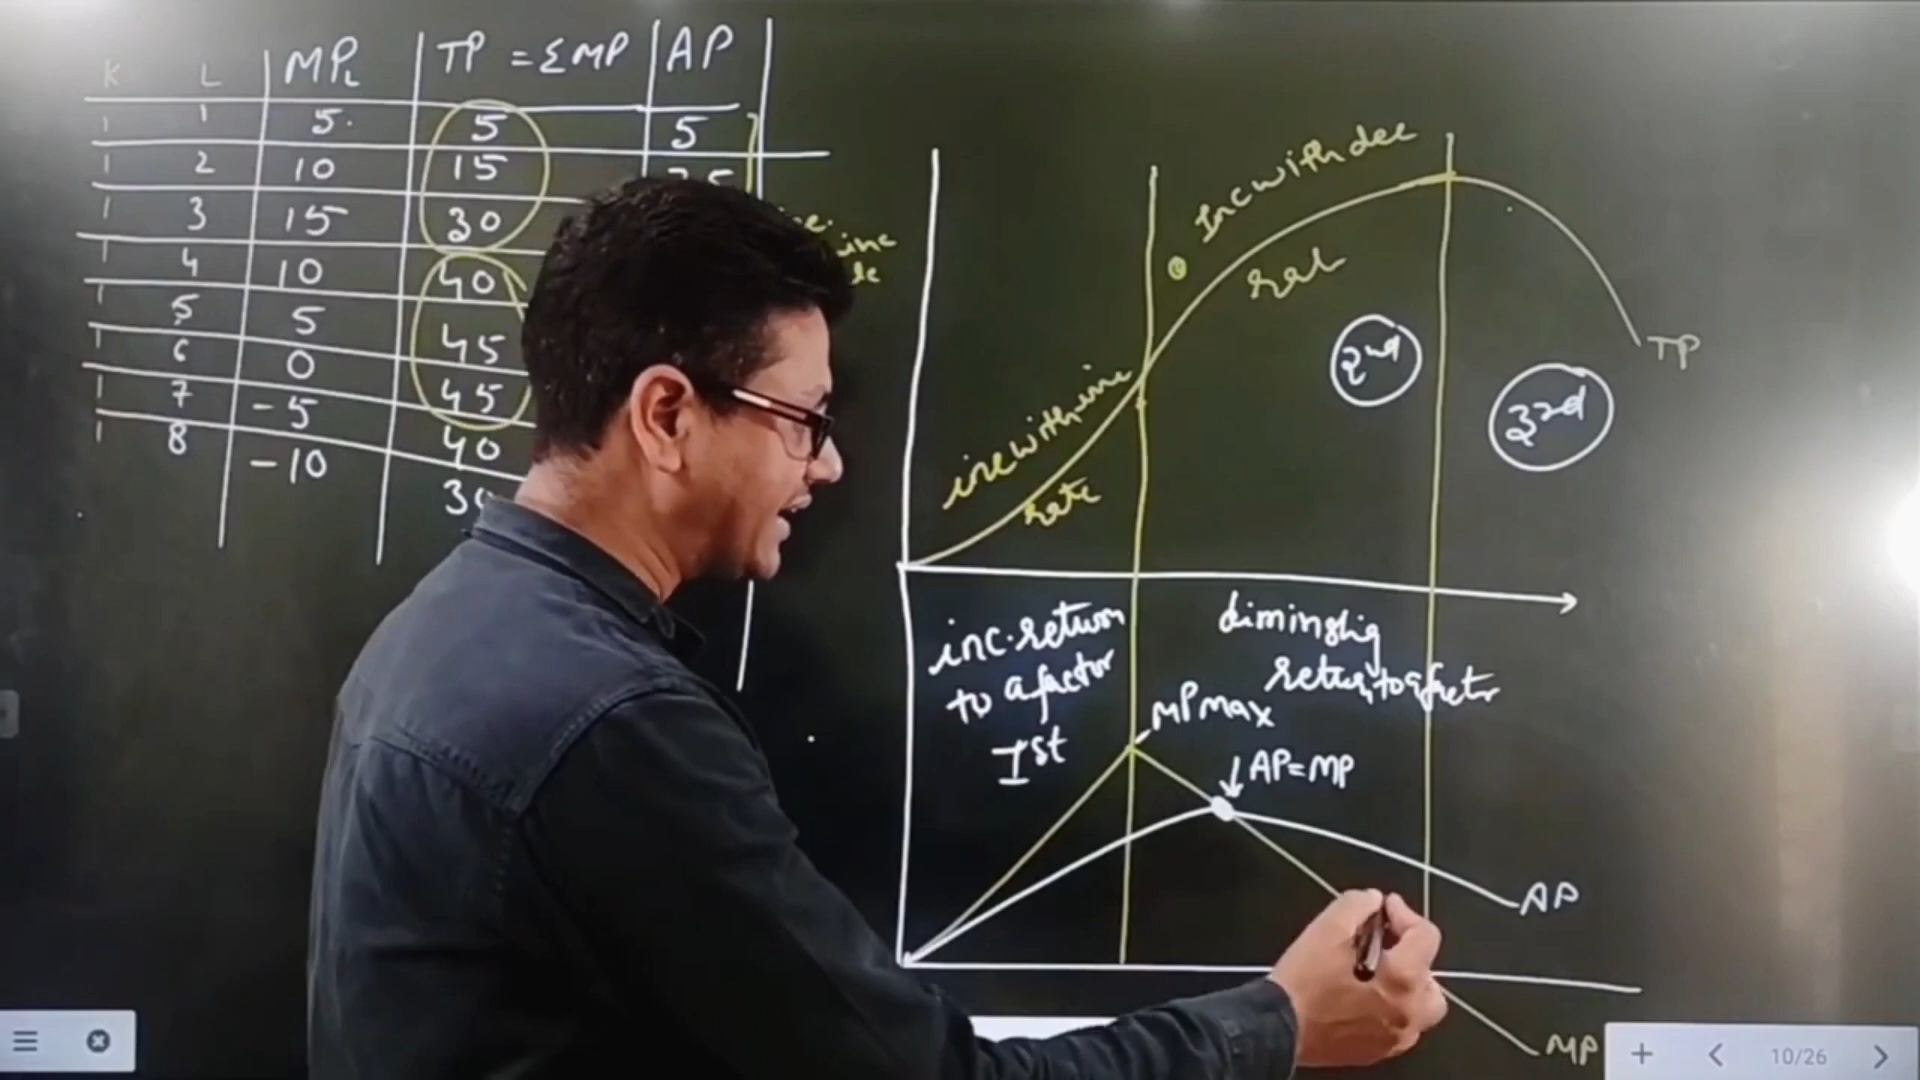 K L MPL TP = ΣMP AP
1 1 5 5 5
1 2 10 15
1 3 15 30
1 4 10 40
1 5 5 45
1 6 0 45
1 7 -5 40
1 8 -10
inc
Inc with dec
rat
inc with inc
rate
2nd
3rd
TP
inc. return
to a factor
Ist
diminshig
return to a factor
MP max
AP=MP
AP
MP
10/26